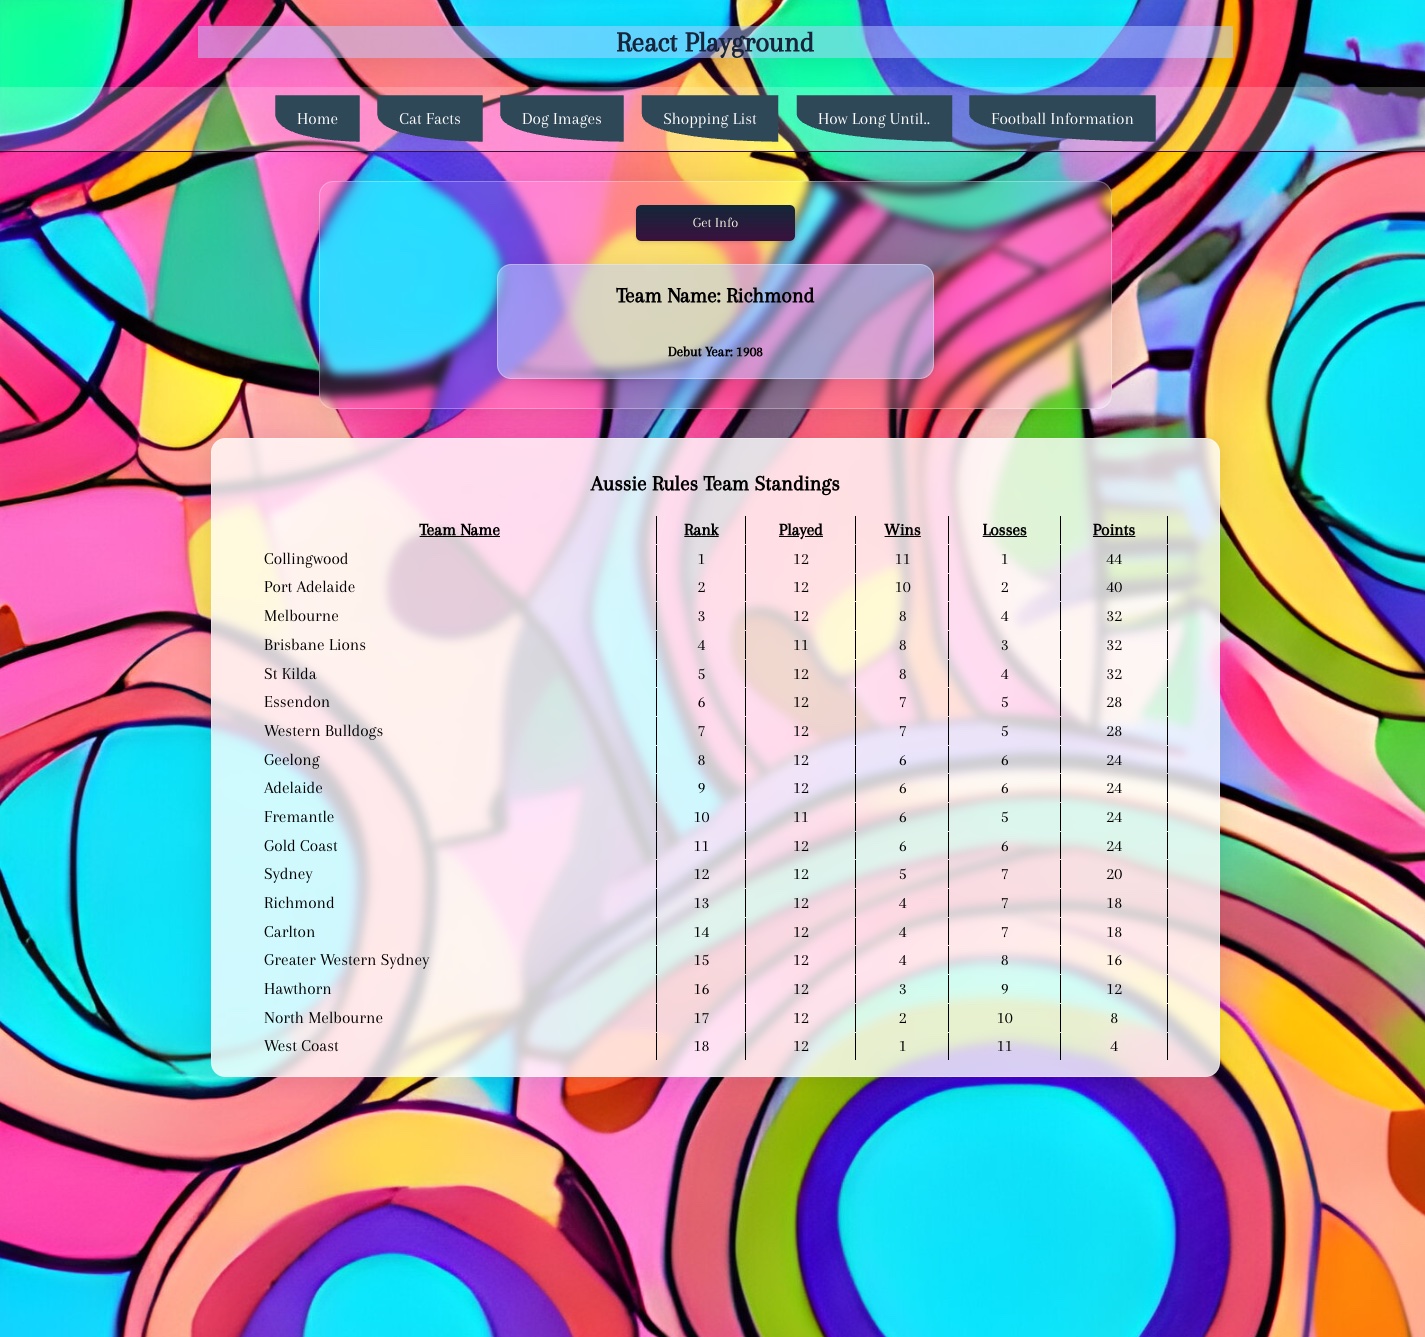 React Playground
Home Cat Facts Dog Images Shopping List How Long Until.. Football Information
Get Info
Team Name: Richmond
Debut Year: 1908
Aussie Rules Team Standings
Team Name Rank Played Wins Losses Points
Collingwood 1 12 11 1 44
Port Adelaide 2 12 10 2 40
Melbourne 3 12 8 4 32
Brisbane Lions 4 11 8 3 32
St Kilda 5 12 8 4 32
Essendon 6 12 7 5 28
Western Bulldogs 7 12 7 5 28
Geelong 8 12 6 6 24
Adelaide 9 12 6 6 24
Fremantle 10 11 6 5 24
Gold Coast 11 12 6 6 24
Sydney 12 12 5 7 20
Richmond 13 12 4 7 18
Carlton 14 12 4 7 18
Greater Western Sydney 15 12 4 8 16
Hawthorn 16 12 3 9 12
North Melbourne 17 12 2 10 8
West Coast 18 12 1 11 4